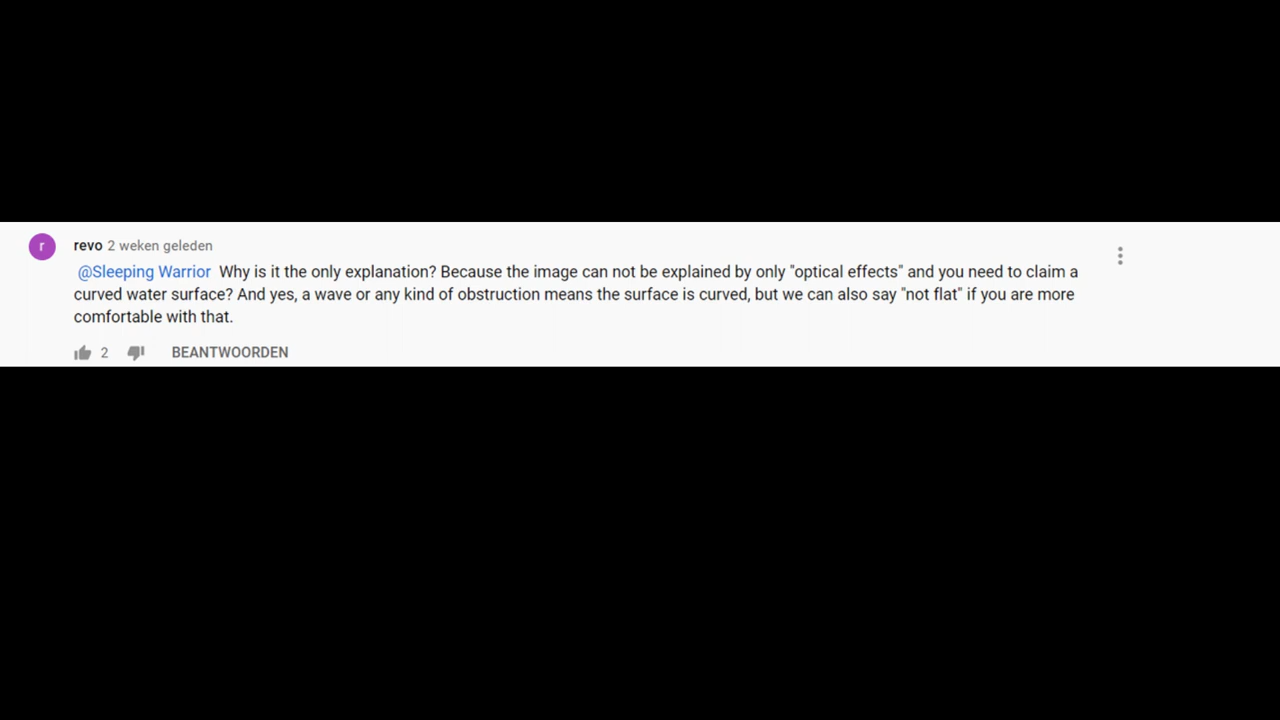 r
revo 2 weken geleden
@Sleeping Warrior Why is it the only explanation? Because the image can not be explained by only "optical effects" and you need to claim a
curved water surface? And yes, a wave or any kind of obstruction means the surface is curved, but we can also say "not flat" if you are more
comfortable with that.
2 BEANTWOORDEN